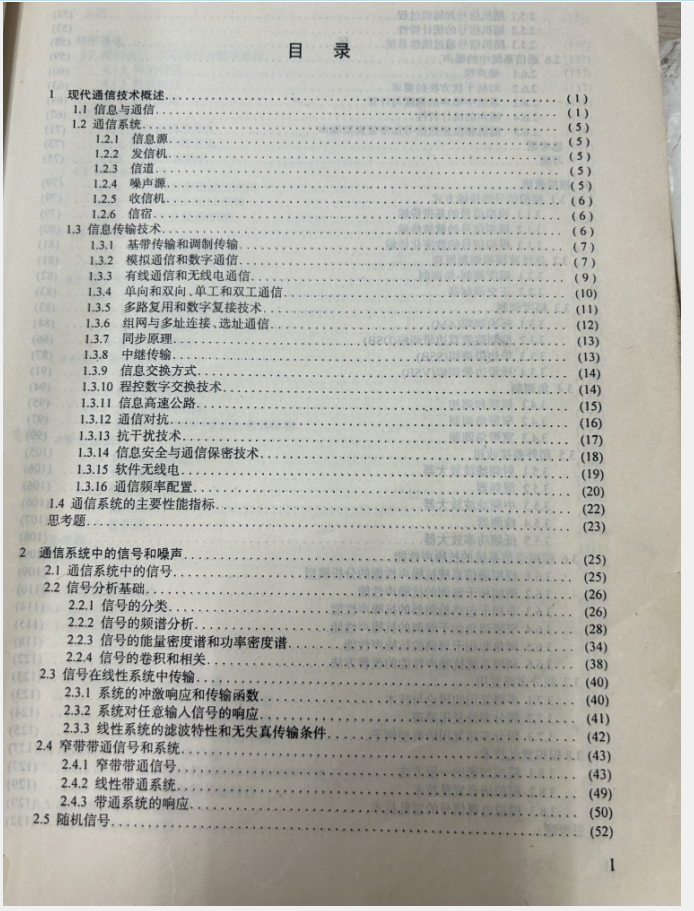 目 录
1 现代通信技术概述 (1)
1.1 信息与通信 (1)
1.2 通信系统 (5)
1.2.1 信息源 (5)
1.2.2 发信机 (5)
1.2.3 信道 (5)
1.2.4 噪声源 (5)
1.2.5 收信机 (6)
1.2.6 信宿 (6)
1.3 信息传输技术 (6)
1.3.1 基带传输和调制传输 (7)
1.3.2 模拟通信和数字通信 (7)
1.3.3 有线通信和无线电通信 (9)
1.3.4 单向和双向、单工和双工通信 (10)
1.3.5 多路复用和数字复接技术 (11)
1.3.6 组网与多址连接、选址通信 (12)
1.3.7 同步原理 (13)
1.3.8 中继传输 (13)
1.3.9 信息交换方式 (14)
1.3.10 程控数字交换技术 (14)
1.3.11 信息高速公路 (15)
1.3.12 通信对抗 (16)
1.3.13 抗干扰技术 (17)
1.3.14 信息安全与通信保密技术 (18)
1.3.15 软件无线电 (19)
1.3.16 通信频率配置 (20)
1.4 通信系统的主要性能指标 (22)
思考题 (23)
2 通信系统中的信号和噪声 (25)
2.1 通信系统中的信号 (25)
2.2 信号分析基础 (26)
2.2.1 信号的分类 (26)
2.2.2 信号的频谱分析 (28)
2.2.3 信号的能量密度谱和功率密度谱 (34)
2.2.4 信号的卷积和相关 (38)
2.3 信号在线性系统中传输 (40)
2.3.1 系统的冲激响应和传输函数 (40)
2.3.2 系统对任意输入信号的响应 (41)
2.3.3 线性系统的滤波特性和无失真传输条件 (42)
2.4 窄带带通信号和系统 (43)
2.4.1 窄带带通信号 (43)
2.4.2 线性带通系统 (49)
2.4.3 带通系统的响应 (50)
2.5 随机信号 (52)
I